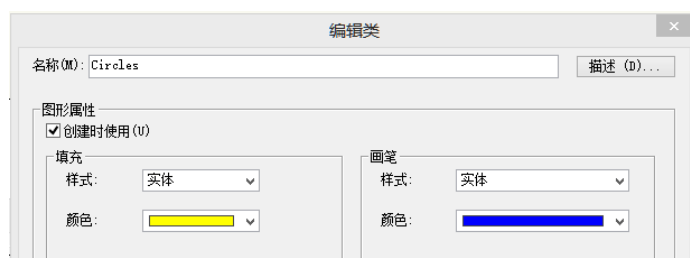 编辑类
名称(M): Circles 描述 (D)...
图形属性
创建时使用(U)
填充 画笔
样式: 实体 样式: 实体
颜色: 颜色: